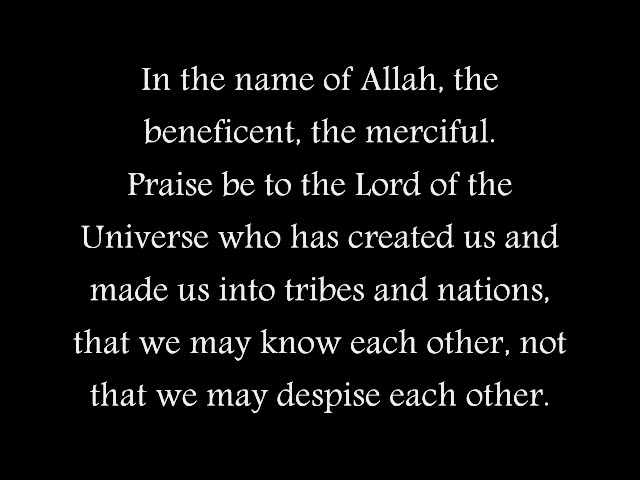 In the name of Allah, the
beneficent, the merciful.
Praise be to the Lord of the
Universe who has created us and
made us into tribes and nations,
that we may know each other, not
that we may despise each other.